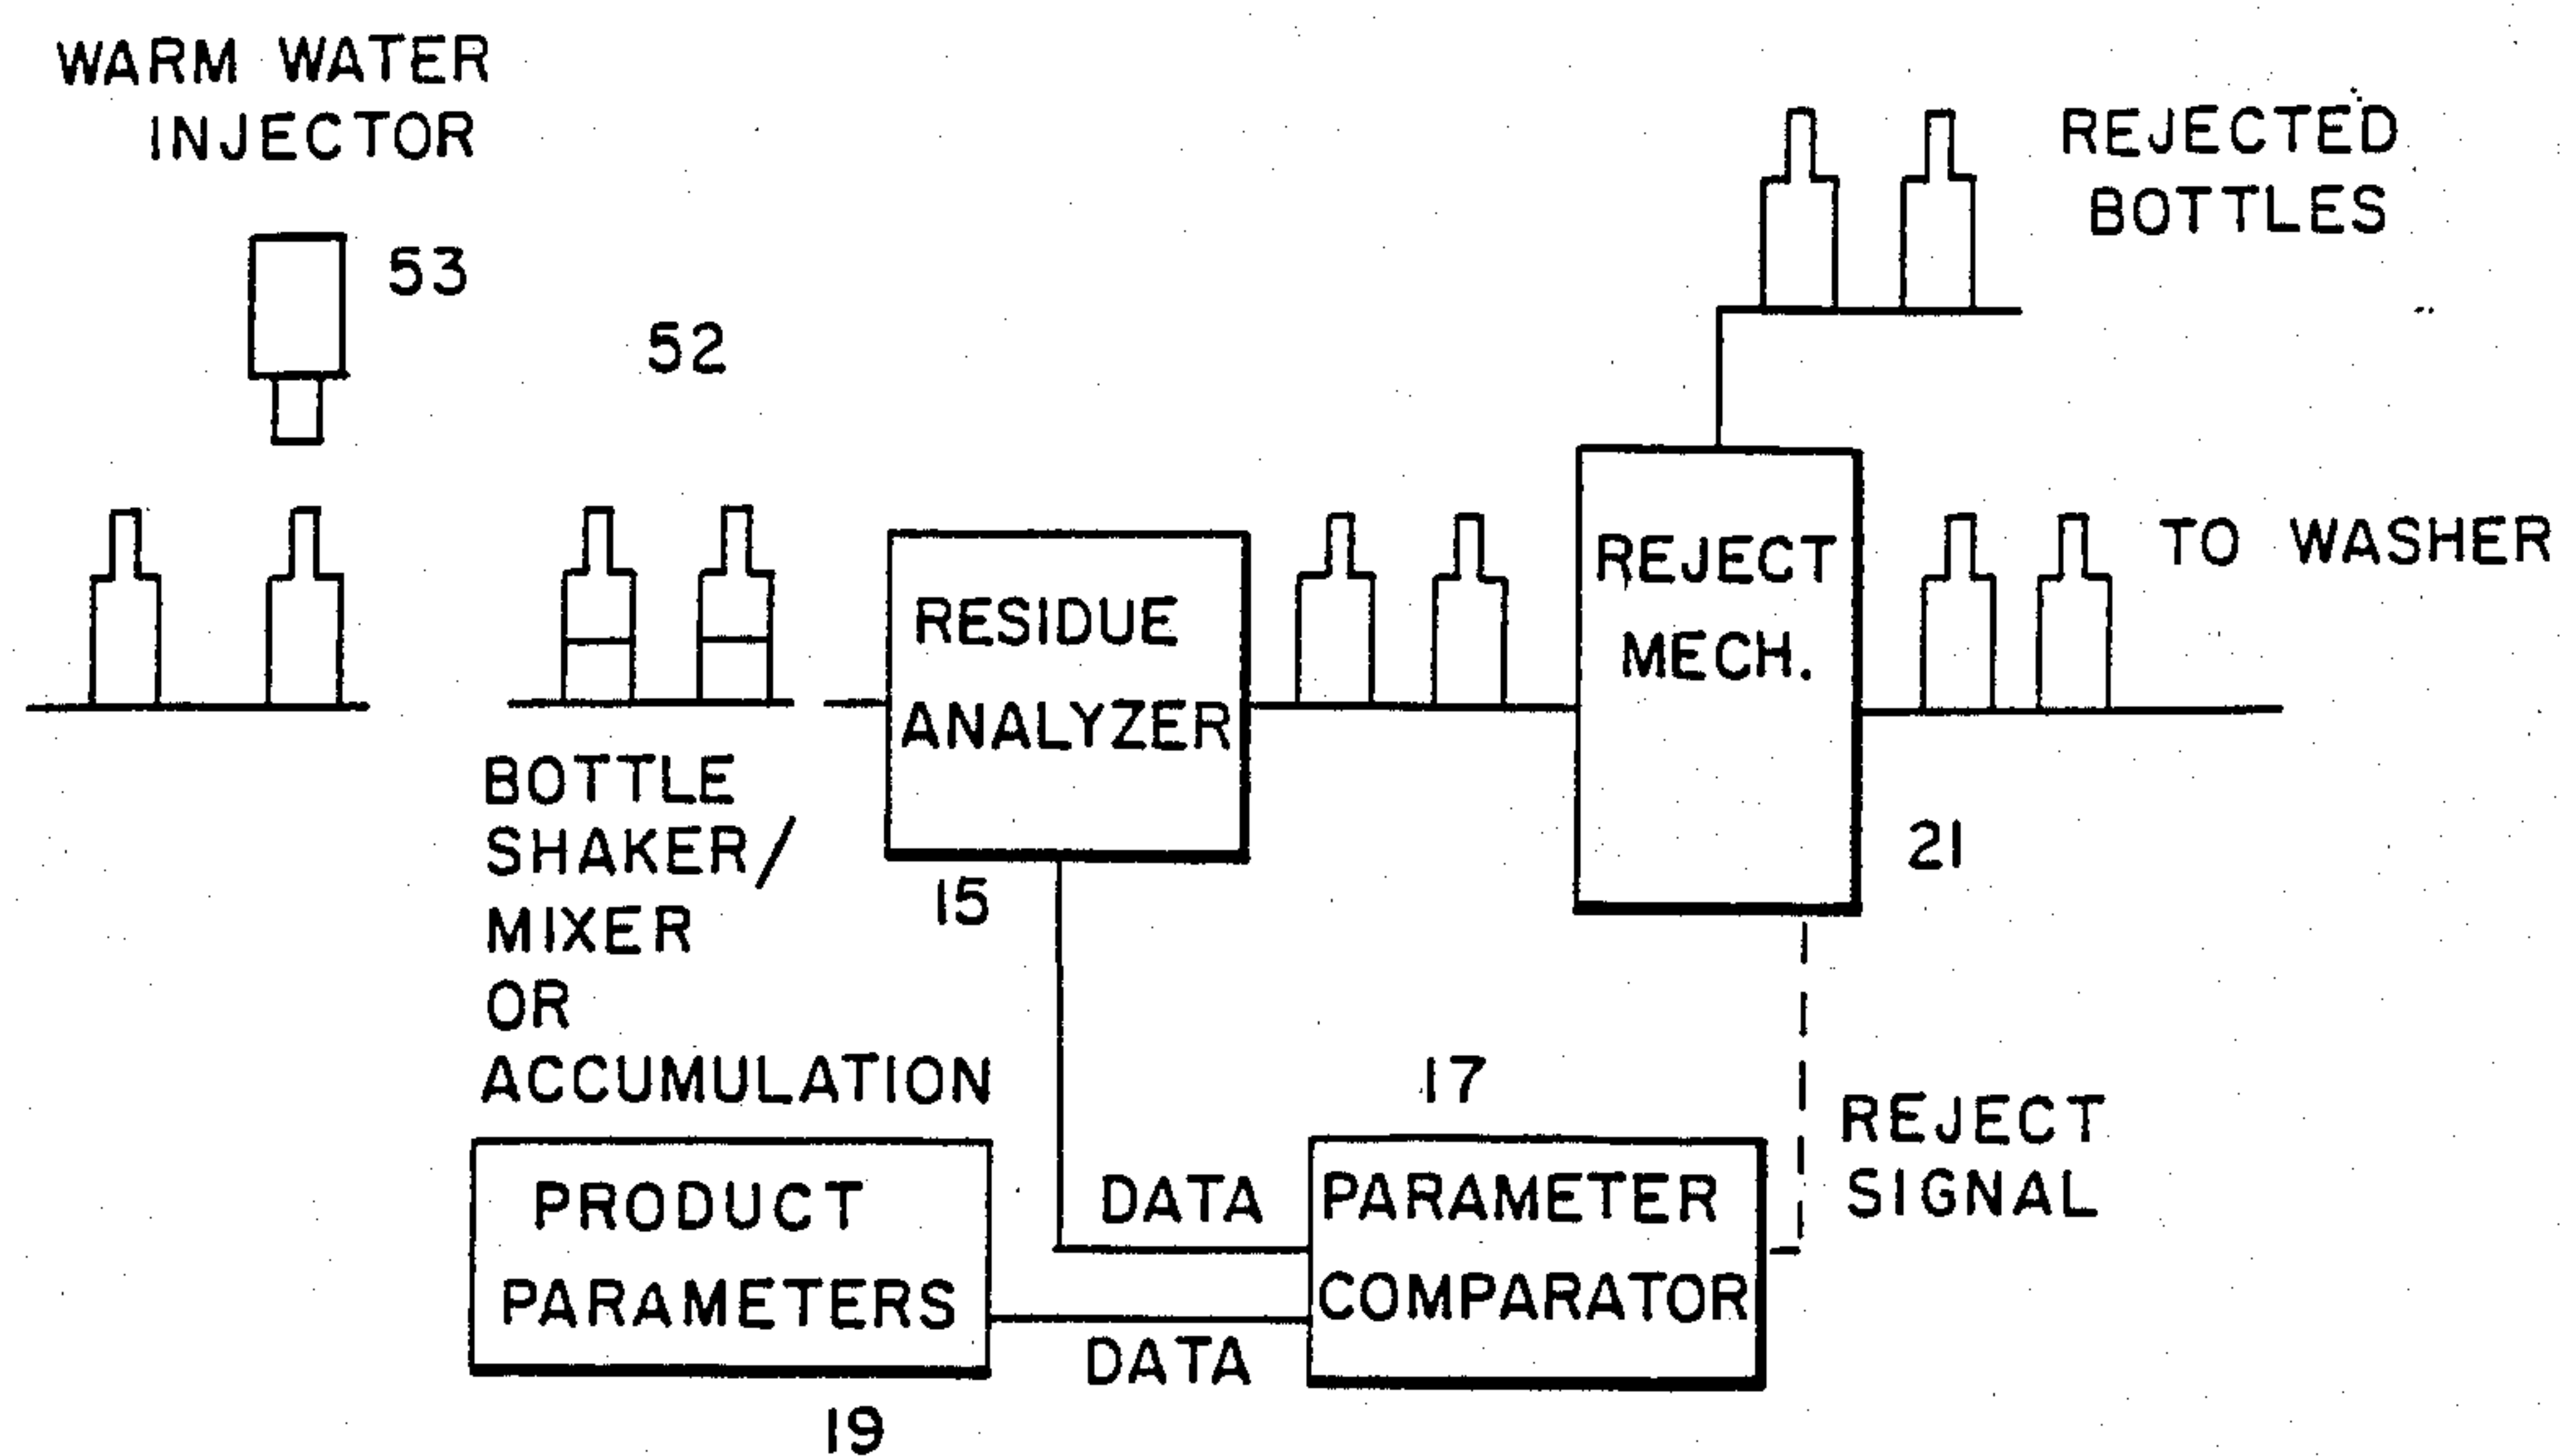 WARM WATER
INJECTOR
53
52
REJECTED
BOTTLES
RESIDUE
ANALYZER
15
REJECT
MECH.
21
TO WASHER
BOTTLE
SHAKER/
MIXER
OR
ACCUMULATION
17
REJECT
SIGNAL
PRODUCT
PARAMETERS
19
DATA
DATA
PARAMETER
COMPARATOR